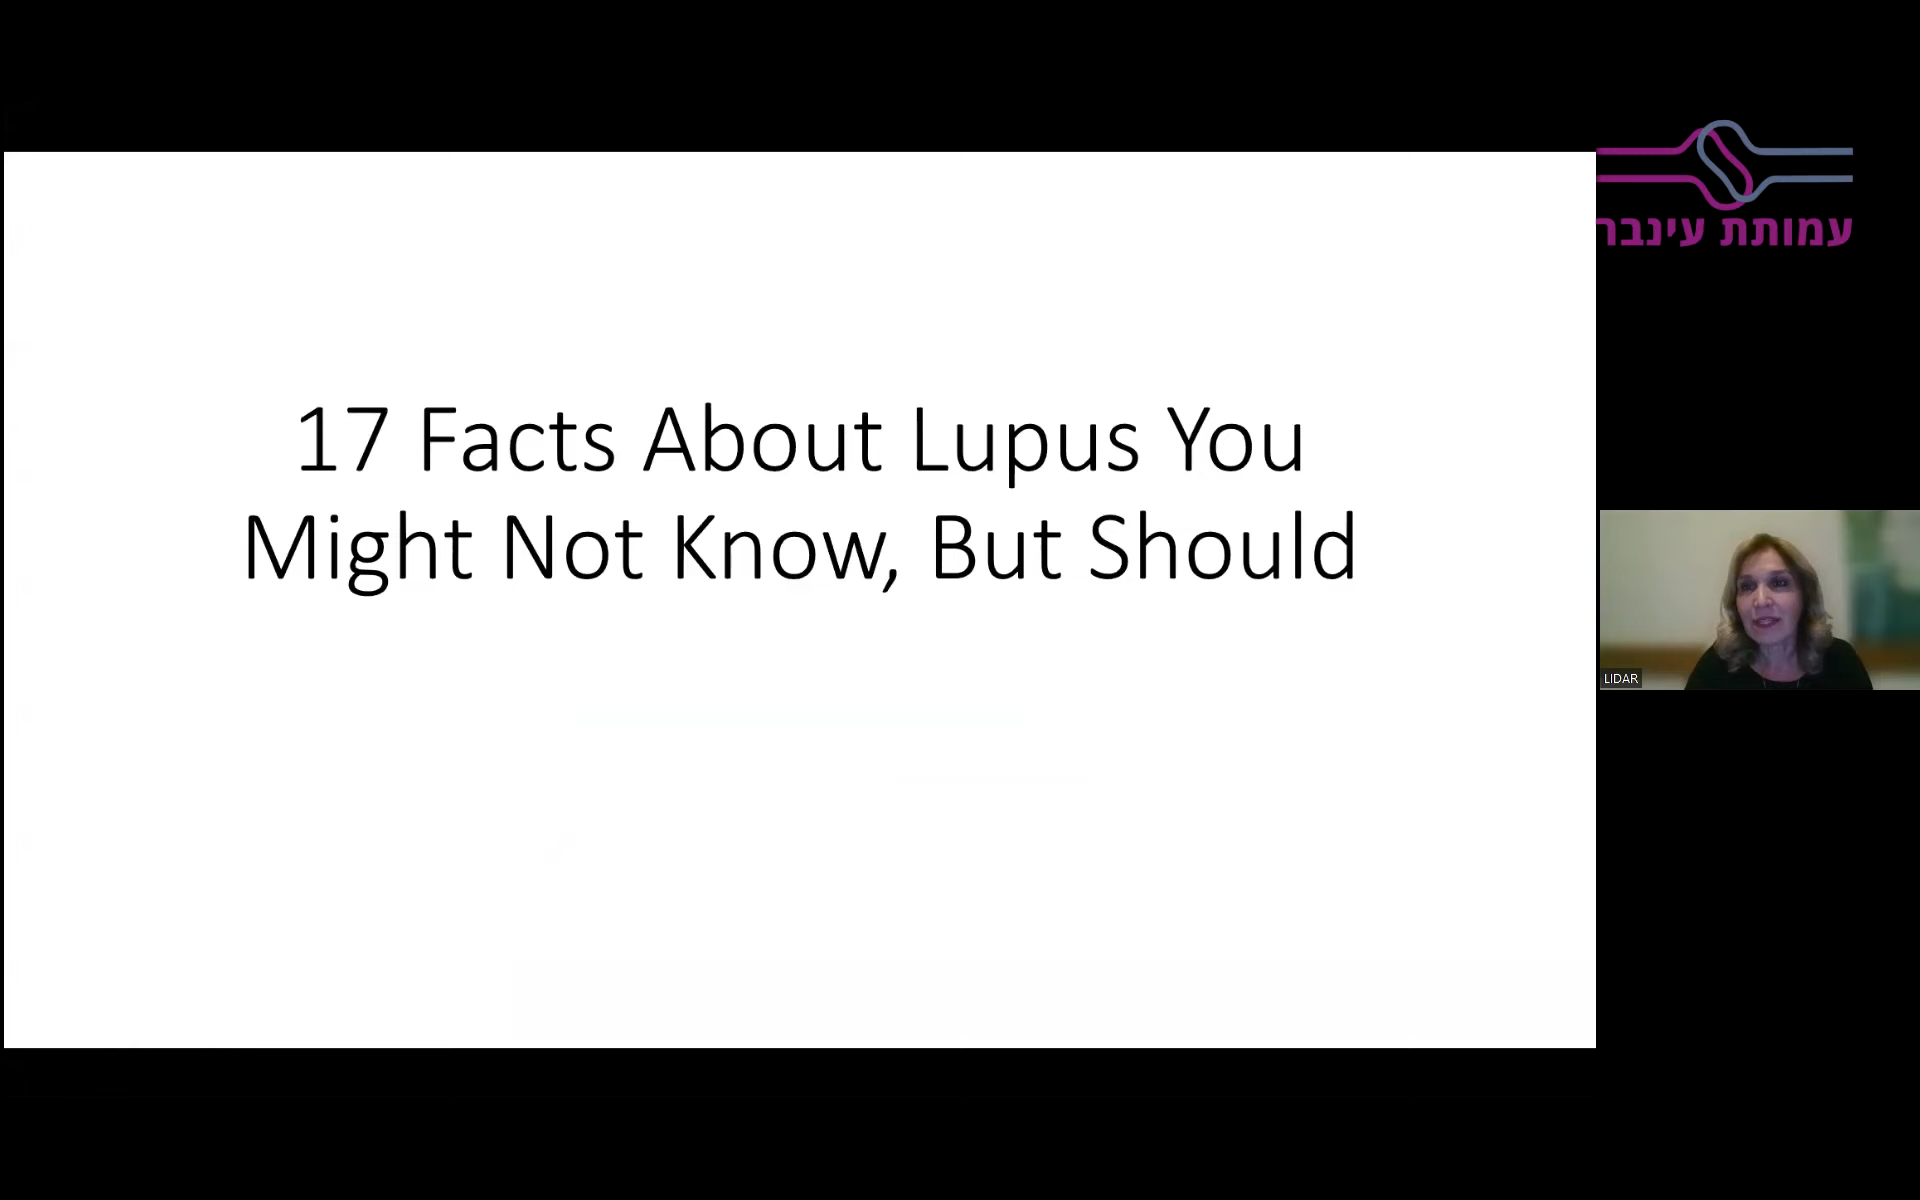 עמותת עינבר
17 Facts About Lupus You
Might Not Know, But Should
LIDAR